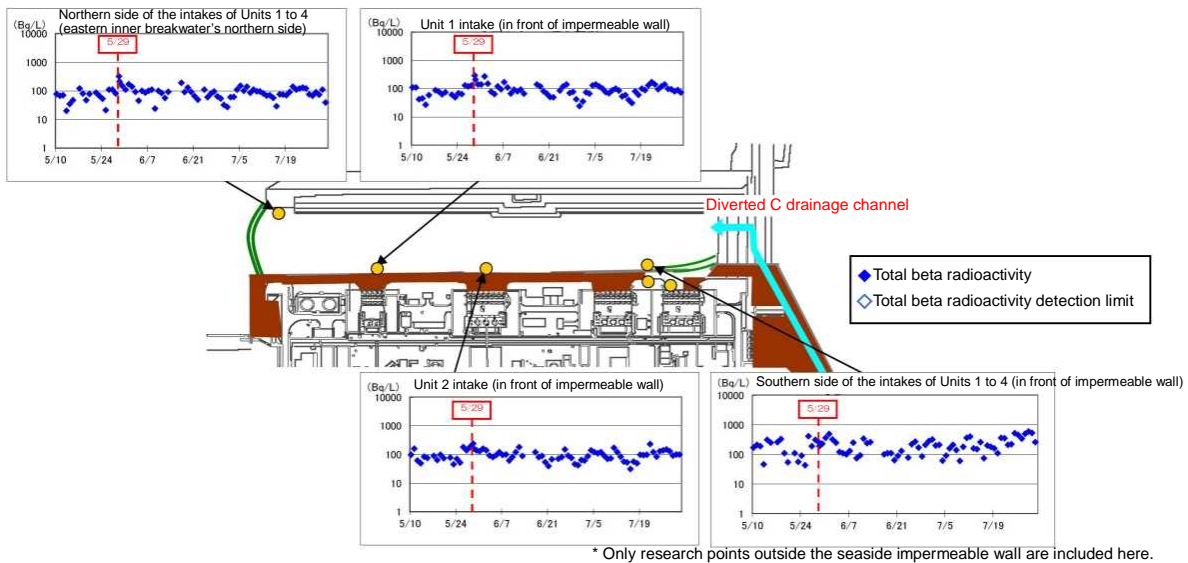 Northern side of the intakes of Units 1 to 4
(eastern inner breakwater's northern side)
(Bq/L)
5/29
10000
1000
100
10
1
5/10 5/24 6/7 6/21 7/5 7/19
Unit 1 intake (in front of impermeable wall)
(Bq/L)
5/29
10000
1000
100
10
1
5/10 5/24 6/7 6/21 7/5 7/19
Diverted C drainage channel
Total beta radioactivity
Total beta radioactivity detection limit
Unit 2 intake (in front of impermeable wall)
(Bq/L)
5/29
10000
1000
100
10
1
5/10 5/24 6/7 6/21 7/5 7/19
Southern side of the intakes of Units 1 to 4 (in front of impermeable wall)
(Bq/L)
5/29
10000
1000
100
10
1
5/10 5/24 6/7 6/21 7/5 7/19
* Only research points outside the seaside impermeable wall are included here.